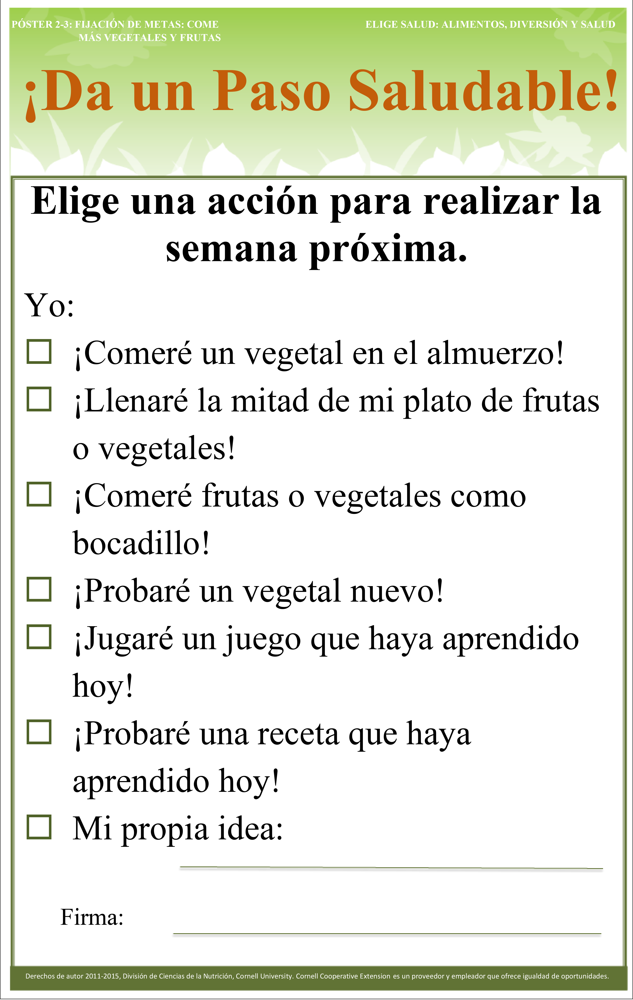 PÓSTER 2-3: FIJACIÓN DE METAS: COME
MÁS VEGETALES Y FRUTAS
ELIGE SALUD: ALIMENTOS, DIVERSIÓN Y SALUD
¡Da un Paso Saludable!
Elige una acción para realizar la
semana próxima.
Yo:
¡Comeré un vegetal en el almuerzo!
¡Llenaré la mitad de mi plato de frutas
o vegetales!
¡Comeré frutas o vegetales como
bocadillo!
¡Probaré un vegetal nuevo!
¡Jugaré un juego que haya aprendido
hoy!
¡Probaré una receta que haya
aprendido hoy!
Mi propia idea:
Firma:
Derechos de autor 2011-2015, División de Ciencias de la Nutrición, Cornell University. Cornell Cooperative Extension es un proveedor y empleador que ofrece igualdad de oportunidades.